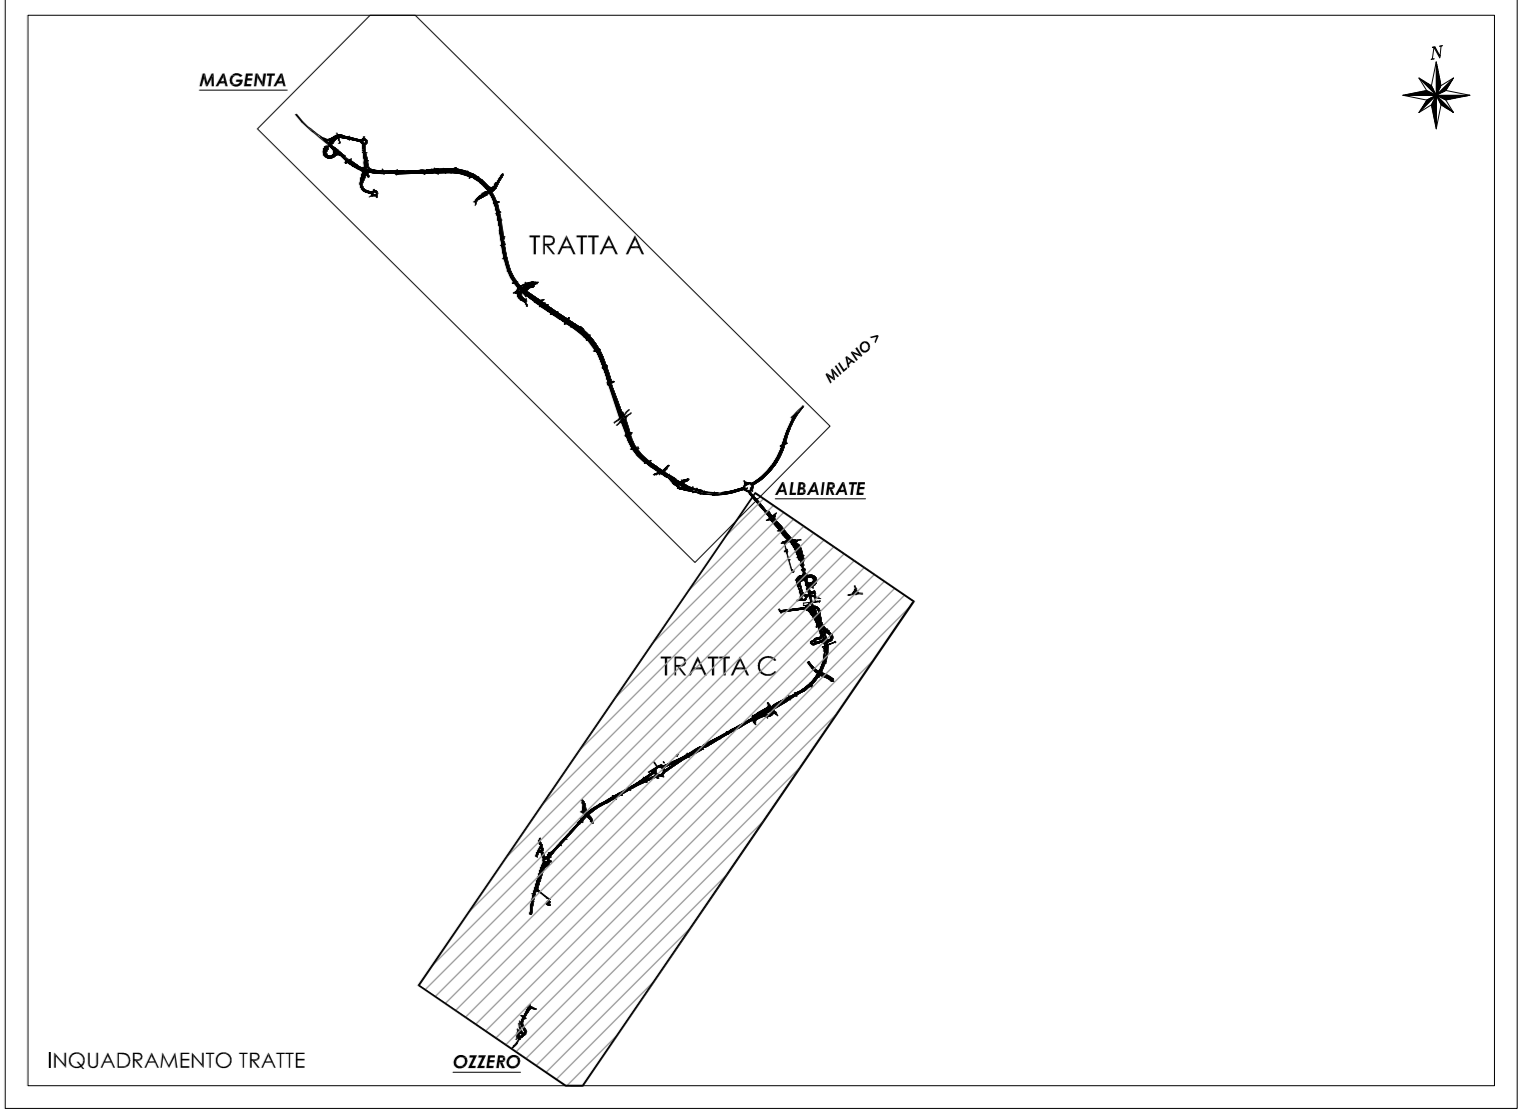 N
MAGENTA
TRATTA A
MILANO >
ALBAIRATE
TRATTA C
INQUADRAMENTO TRATTE
OZZERO